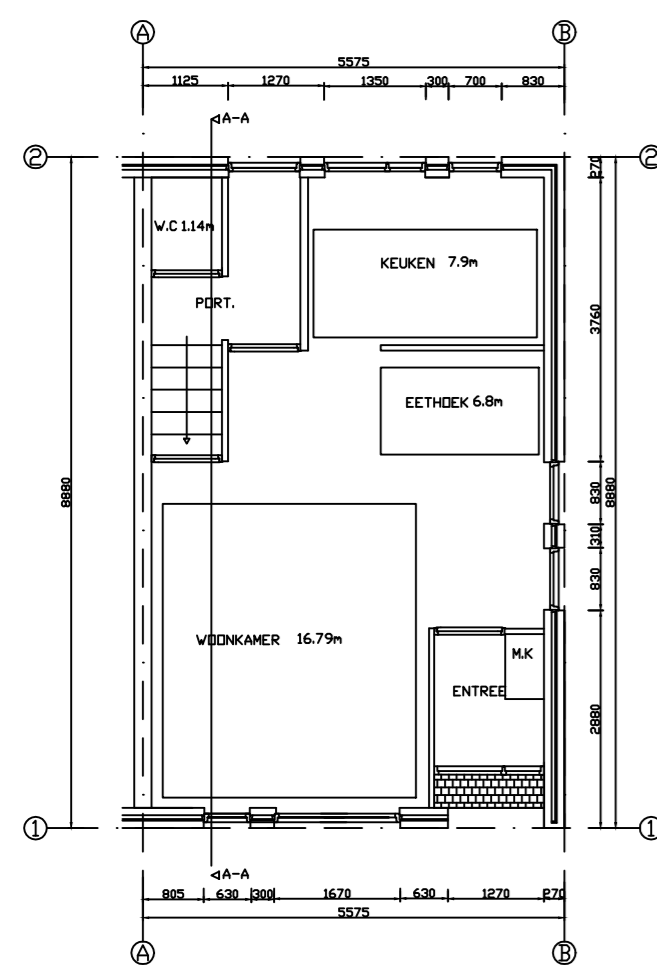 A B
5575
1125 1270 1350 300 700 830
A-A
2 2
270
W.C 1.14m
KEUKEN 7.9m
PORT.
3760
EETHOEK 6.8m
8880 830 8880
310
830
WOONKAMER 16.79m
M.K
ENTREE
2880
1 1
A-A
805 630 300 1670 630 1270 270
5575
A B